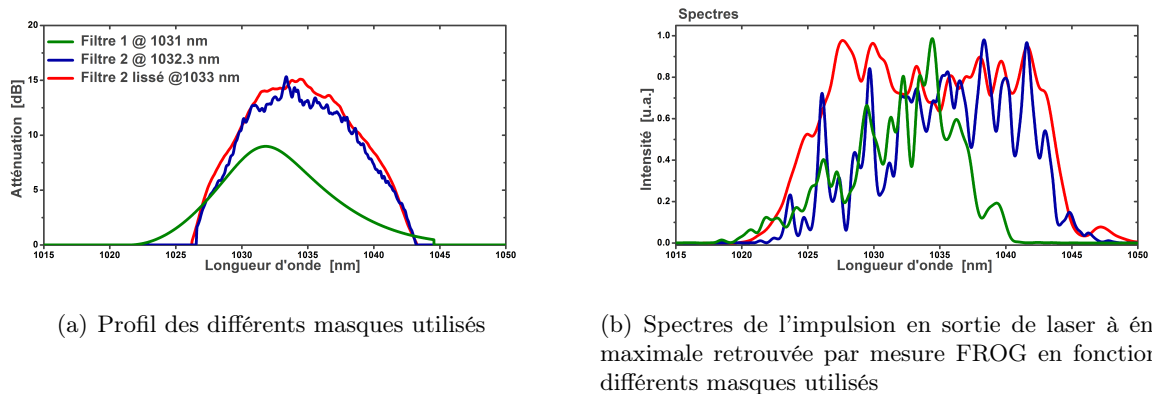 20
15
10
5
0
Atténuation [dB]
Filtre 1 @ 1031 nm
Filtre 2 @ 1032.3 nm
Filtre 2 lissé @1033 nm
1015 1020 1025 1030 1035 1040 1045 1050
Longueur d'onde [nm]
(a) Profil des différents masques utilisés
Spectres
1.0
0.8
0.6
0.4
0.2
0.0
Intensité [u.a.]
1015 1020 1025 1030 1035 1040 1045 1050
Longueur d'onde [nm]
(b) Spectres de l'impulsion en sortie de laser à én
maximale retrouvée par mesure FROG en fonction
différents masques utilisés